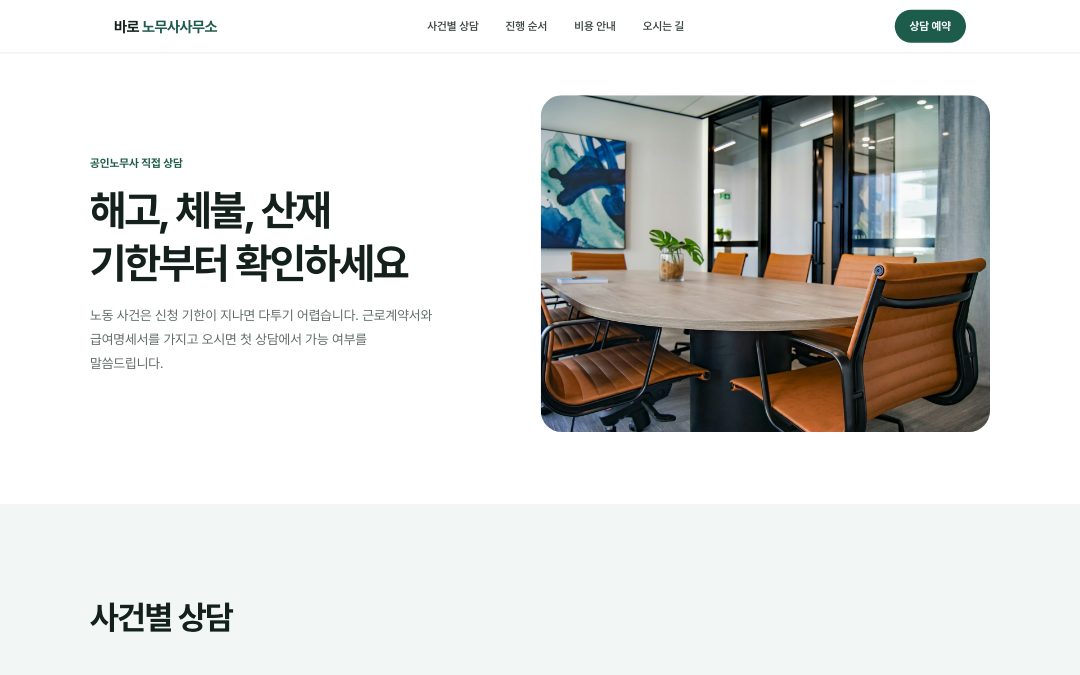 바로 노무사사무소
사건별 상담
진행 순서
비용 안내
오시는 길
상담 예약
공인노무사 직접 상담
해고, 체불, 산재
기한부터 확인하세요
노동 사건은 신청 기한이 지나면 다투기 어렵습니다. 근로계약서와
급여명세서를 가지고 오시면 첫 상담에서 가능 여부를
말씀드립니다.
사건별 상담